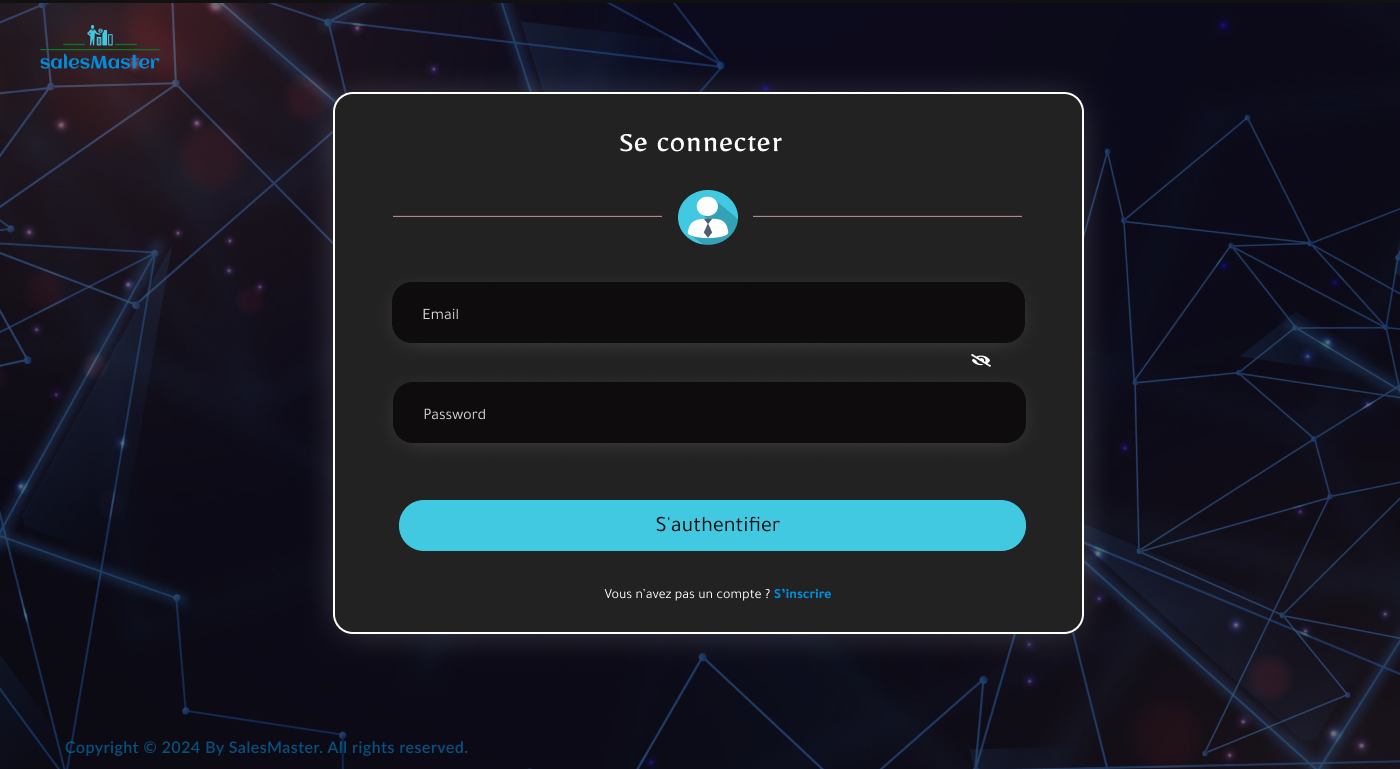 salesMaster
Se connecter
Email
Password
S'authentifier
Vous n'avez pas un compte ? S'inscrire
Copyright © 2024 By SalesMaster. All rights reserved.